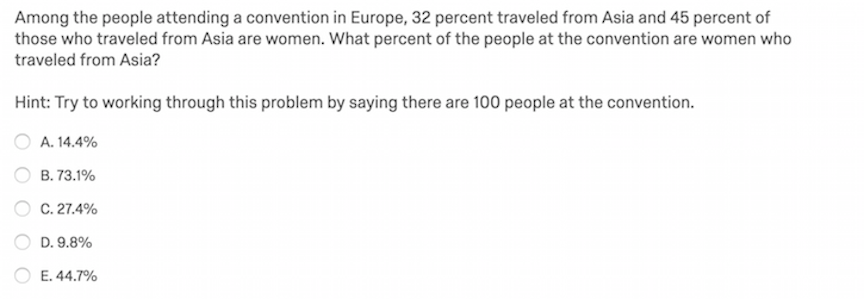 Among the people attending a convention in Europe, 32 percent traveled from Asia and 45 percent of
those who traveled from Asia are women. What percent of the people at the convention are women who
traveled from Asia?
Hint: Try to working through this problem by saying there are 100 people at the convention.
A. 14.4%
B. 73.1%
C. 27.4%
D. 9.8%
E. 44.7%